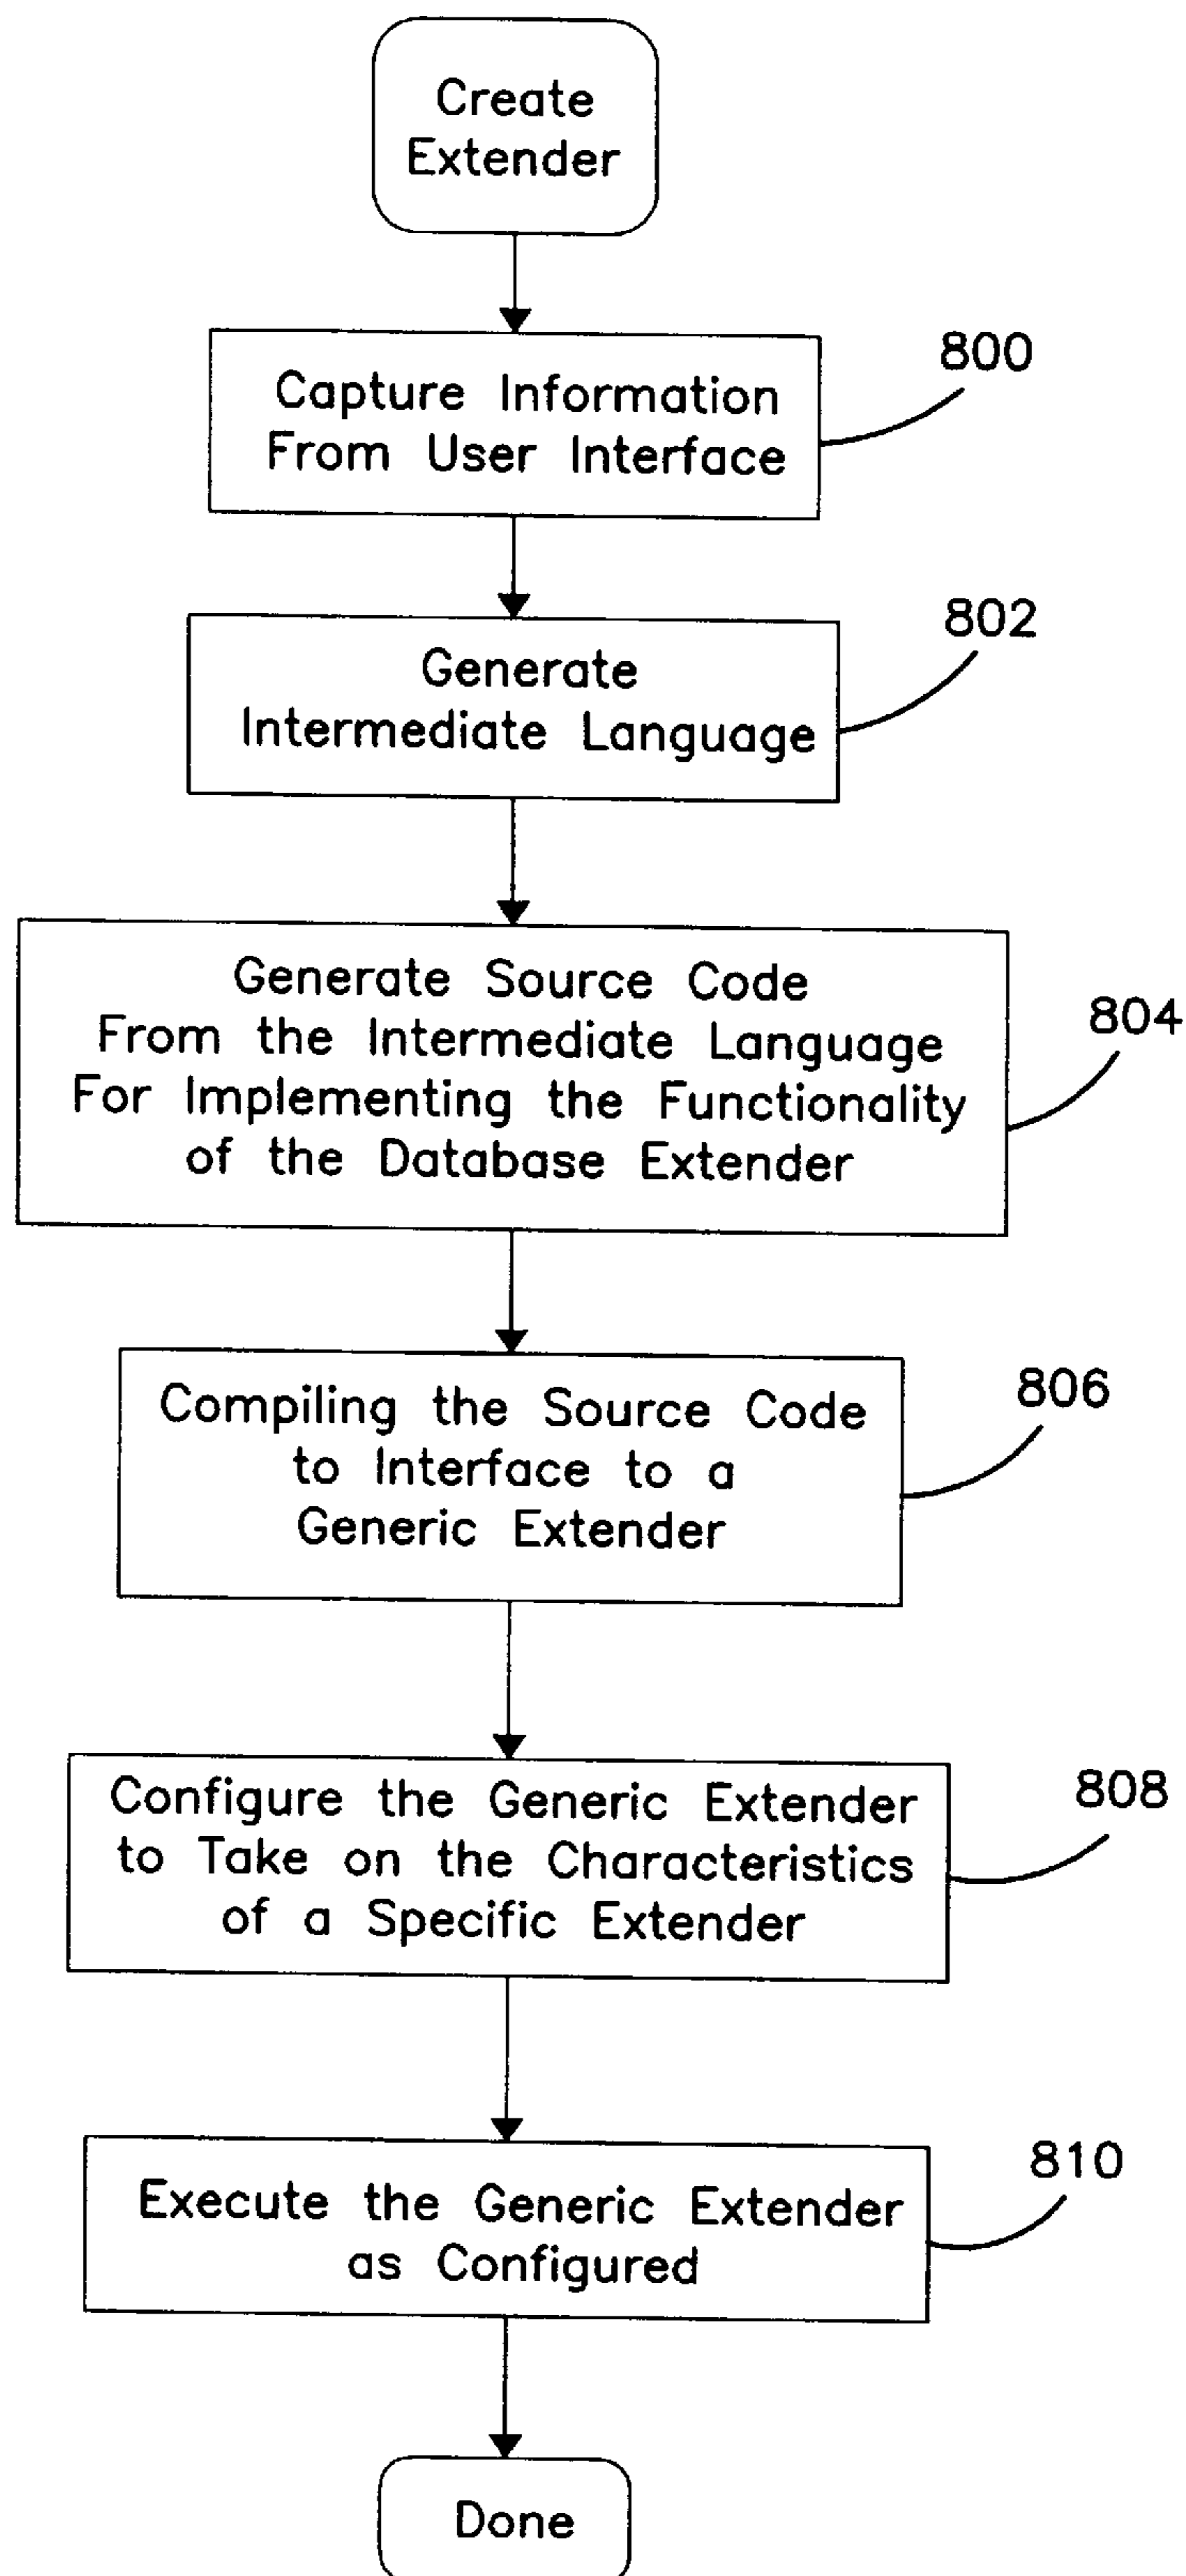 Create
Extender
Capture Information
From User Interface
800
Generate
Intermediate Language
802
Generate Source Code
From the Intermediate Language
For Implementing the Functionality
of the Database Extender
804
Compiling the Source Code
to Interface to a
Generic Extender
806
Configure the Generic Extender
to Take on the Characteristics
of a Specific Extender
808
Execute the Generic Extender
as Configured
810
Done